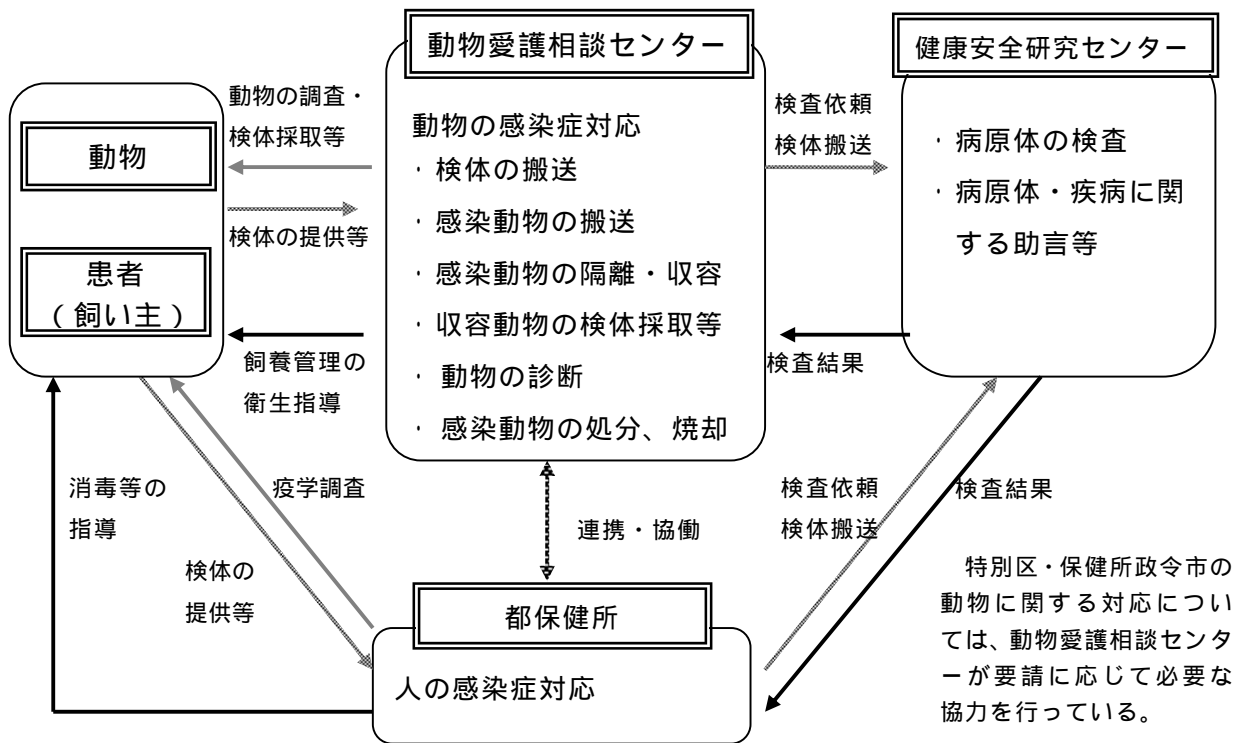 動物愛護相談センター
動物の感染症対応
・検体の搬送
・感染動物の搬送
・感染動物の隔離・収容
・収容動物の検体採取等
・動物の診断
・感染動物の処分、焼却
健康安全研究センター
・病原体の検査
・病原体・疾病に関
する助言等
動物
患者
(飼い主)
動物の調査・
検体採取等
検体の提供等
飼養管理の
衛生指導
検査依頼
検体搬送
検査結果
消毒等の
指導
疫学調査
検体の
提供等
連携・協働
検査依頼
検体搬送
検査結果
都保健所
人の感染症対応
特別区・保健所政令市の
動物に関する対応につい
ては、動物愛護相談センタ
ーが要請に応じて必要な
協力を行っている。